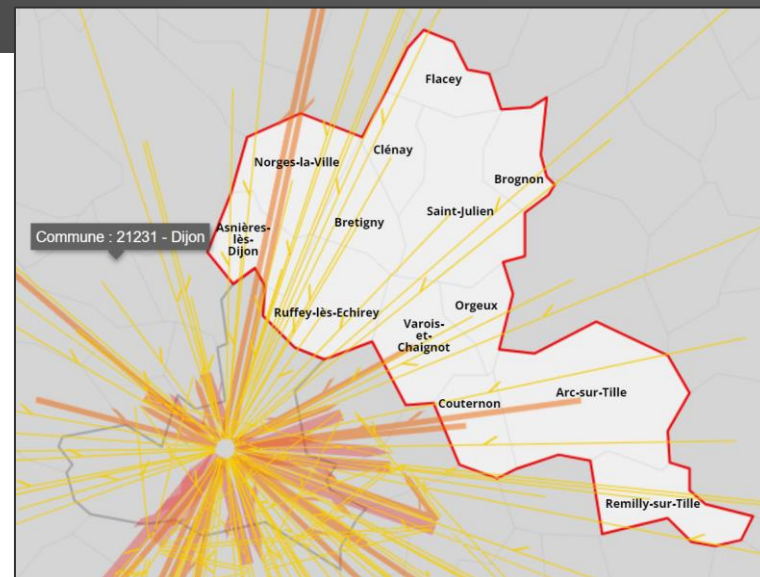 Flacey
Clénay
Norges-la-Ville
Brognon
Saint-Julien
Bretigny
Asnières-
lès-
Dijon
Commune : 21231 - Dijon
Orgeux
Ruffey-lès-Echirey
Varois-
et-
Chaignot
Arc-sur-Tille
Couternon
Remilly-sur-Tille